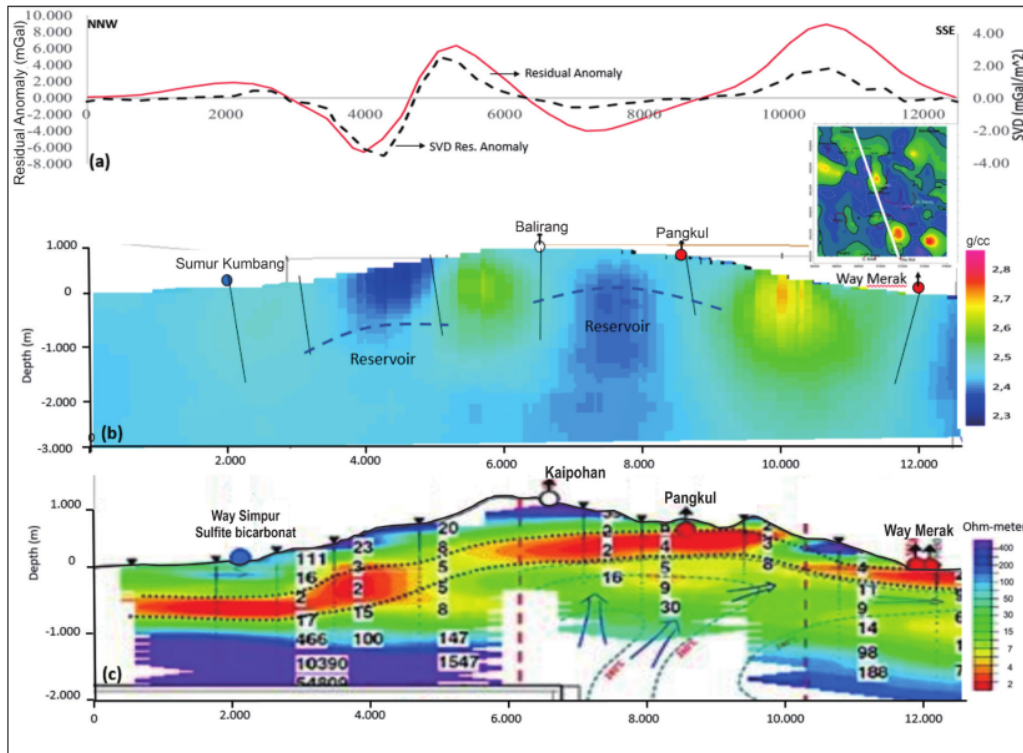 10.000 NNW SSE
8.000 4.00
6.000
4.000 Residual Anomaly 2.00
2.000
0.000 0.00
0 2000 4000 6000 8000 10000 12000
-2.000
-4.000 SVD Res. Anomaly -2.00
-6.000
-8.000 (a) -4.00
Residual Anomaly (mGal)
SVD (mGal/m^2)
Balirang
Pangkul
Sumur Kumbang
Way Merak
g/cc
1.000
0
-1.000
-2.000
-3.000
Depth (m)
Reservoir
Reservoir
2,8
2,7
2,6
2,5
2,4
2,3
(b)
0 2.000 4.000 6.000 8.000 10.000 12.000
Kaipohan
Pangkul
Way Simpur
Sulfite bicarbonat
Way Merak
Ohm-meter
1.000
0
-1.000
-2.000
Depth (m)
111
16
2
17
466
10390
54809
23
3
2
15
100
20
8
5
5
8
147
1547
2
16
4
5
9
30
4
11
9
14
98
188
400
200
100
50
30
15
10
7
4
2
(c)
0 2.000 4.000 6.000 8.000 10.000 12.000